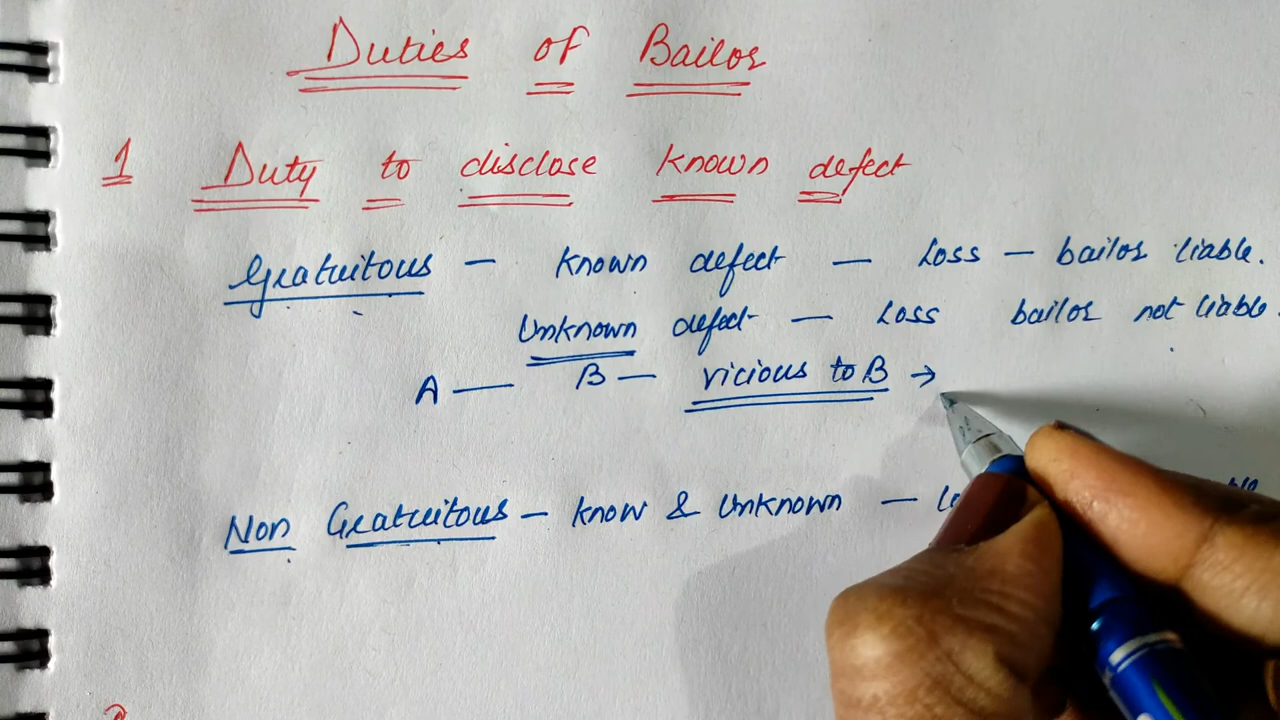 Duties of Bailor
1 Duty to disclose known defect
Gratuitous - known defect - Loss - bailor liable.
Unknown defect - Loss bailor not liable.
A - B - vicious to B →
Non Gratuitous - know & Unknown -